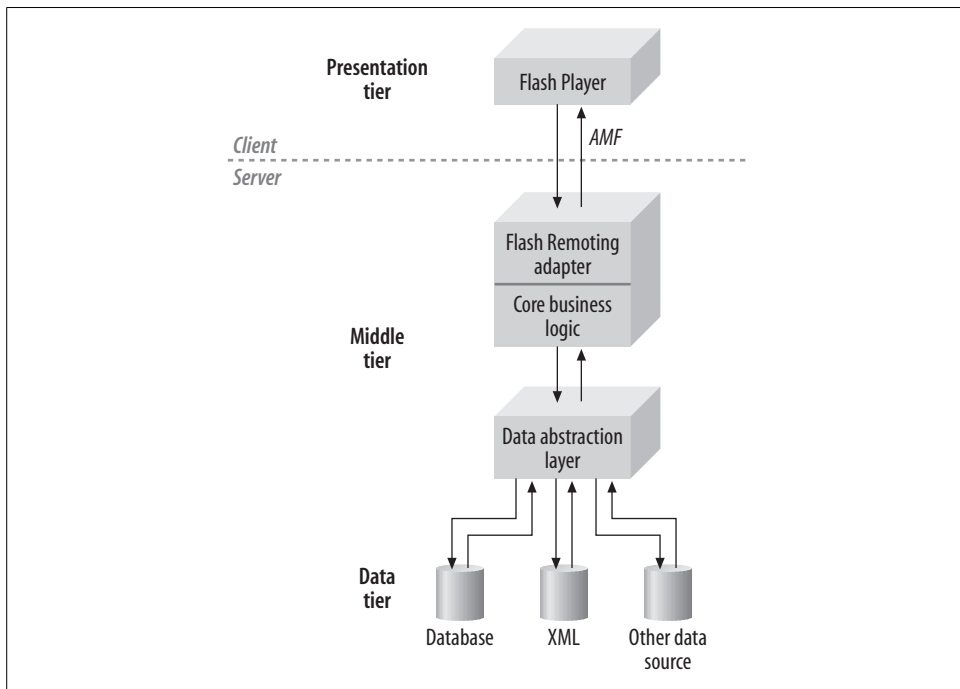 Presentation
tier
Flash Player
AMF
Client
Server
Flash Remoting
adapter
Core business
logic
Middle
tier
Data abstraction
layer
Data
tier
Database
XML
Other data
source